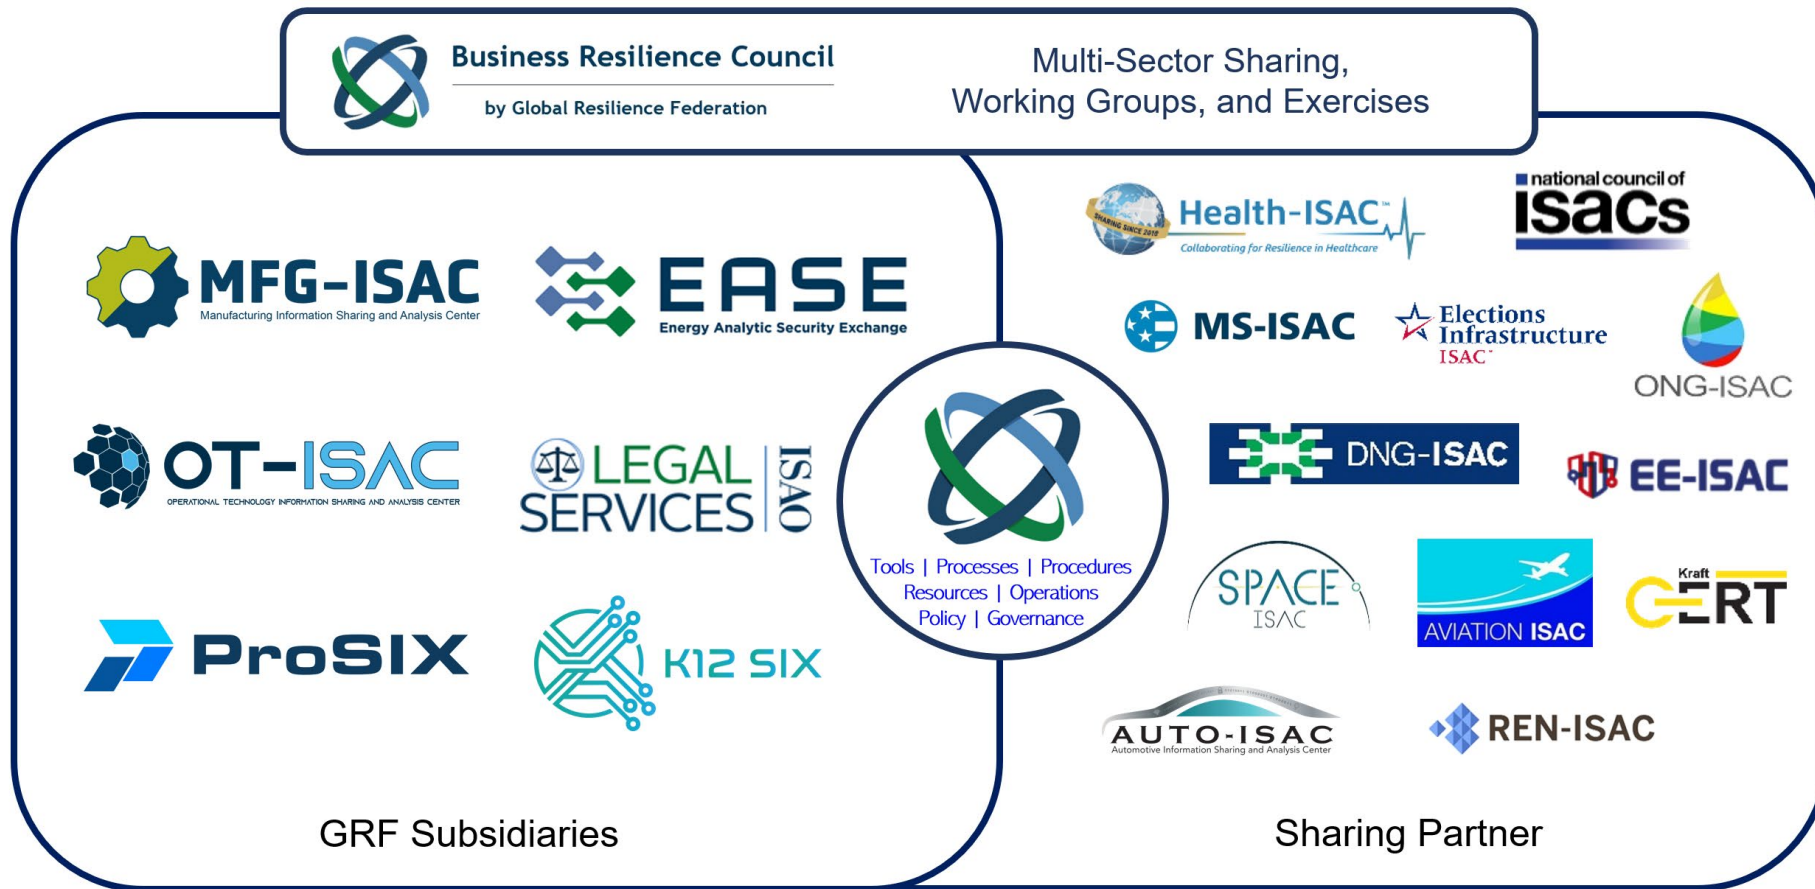 Business Resilience Council
by Global Resilience Federation
Multi-Sector Sharing,
Working Groups, and Exercises
MFG-ISAC
Manufacturing Information Sharing and Analysis Center
EASE
Energy Analytic Security Exchange
OT-ISAC
OPERATIONAL TECHNOLOGY INFORMATION SHARING AND ANALYSIS CENTER
LEGAL
SERVICES
ISAO
ProSIX
K12 SIX
GRF Subsidiaries
Tools | Processes | Procedures
Resources | Operations
Policy | Governance
Health-ISAC™
SHARING SINCE 2010
Collaborating for Resilience in Healthcare
national council of
ISACs
MS-ISAC
Elections
Infrastructure
ISAC
ONG-ISAC
DNG-ISAC
EE-ISAC
SPACE
ISAC
AVIATION ISAC
Kraft
CERT
AUTO-ISAC
Automotive Information Sharing and Analysis Center
REN-ISAC
Sharing Partner